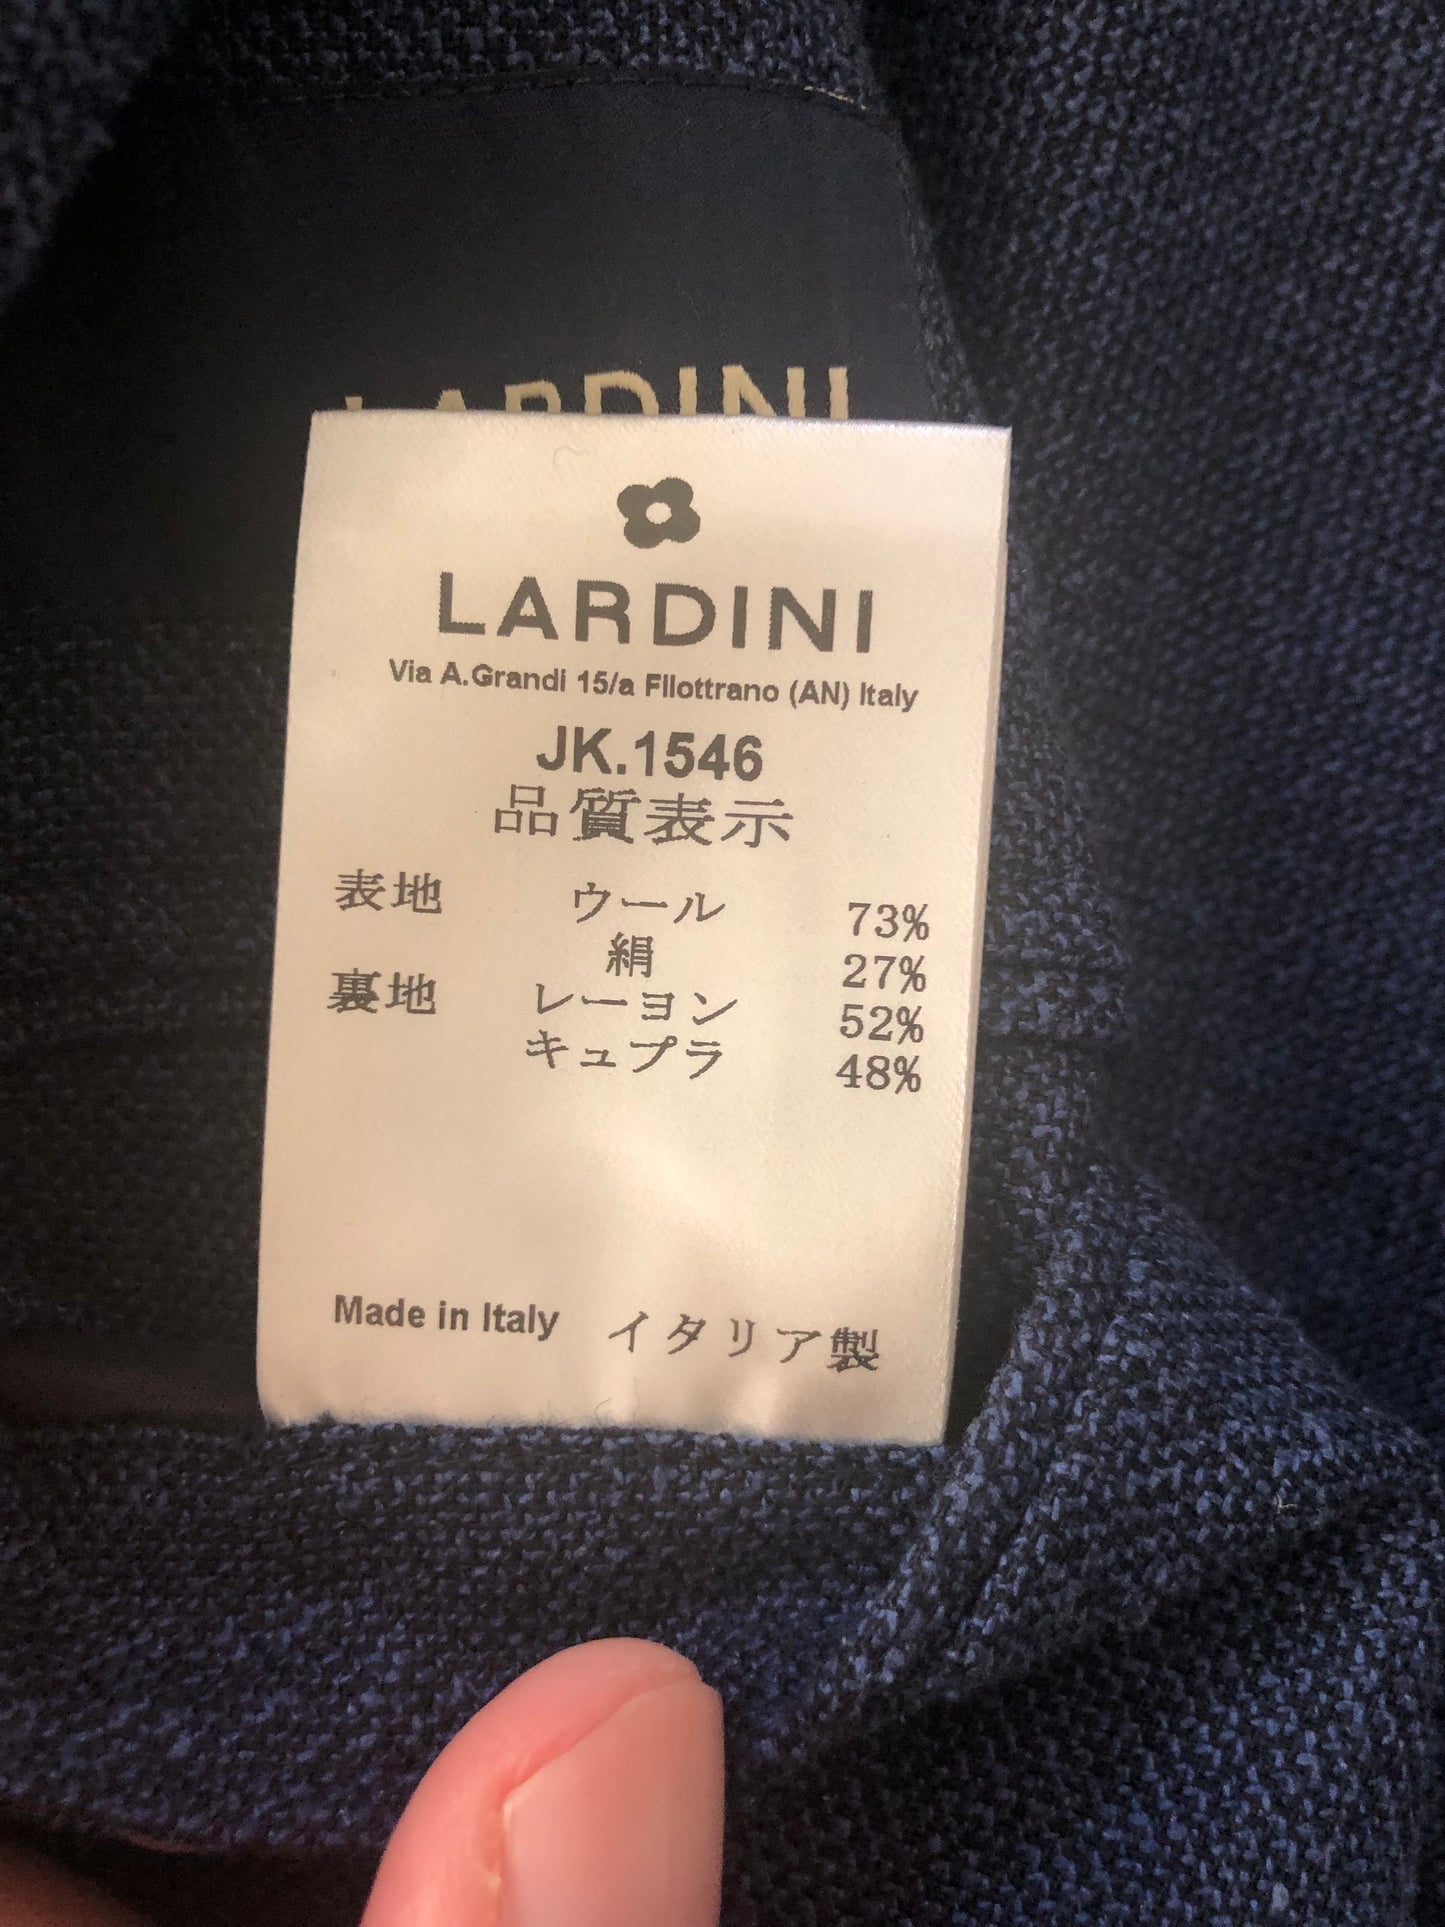 LARDINI
LARDINI
Via A.Grandi 15/a Filottrano (AN) Italy
JK.1546
品質表示
表地 ウール 73%
絹 27%
裏地 レーヨン 52%
キュプラ 48%
Made in Italy イタリア製